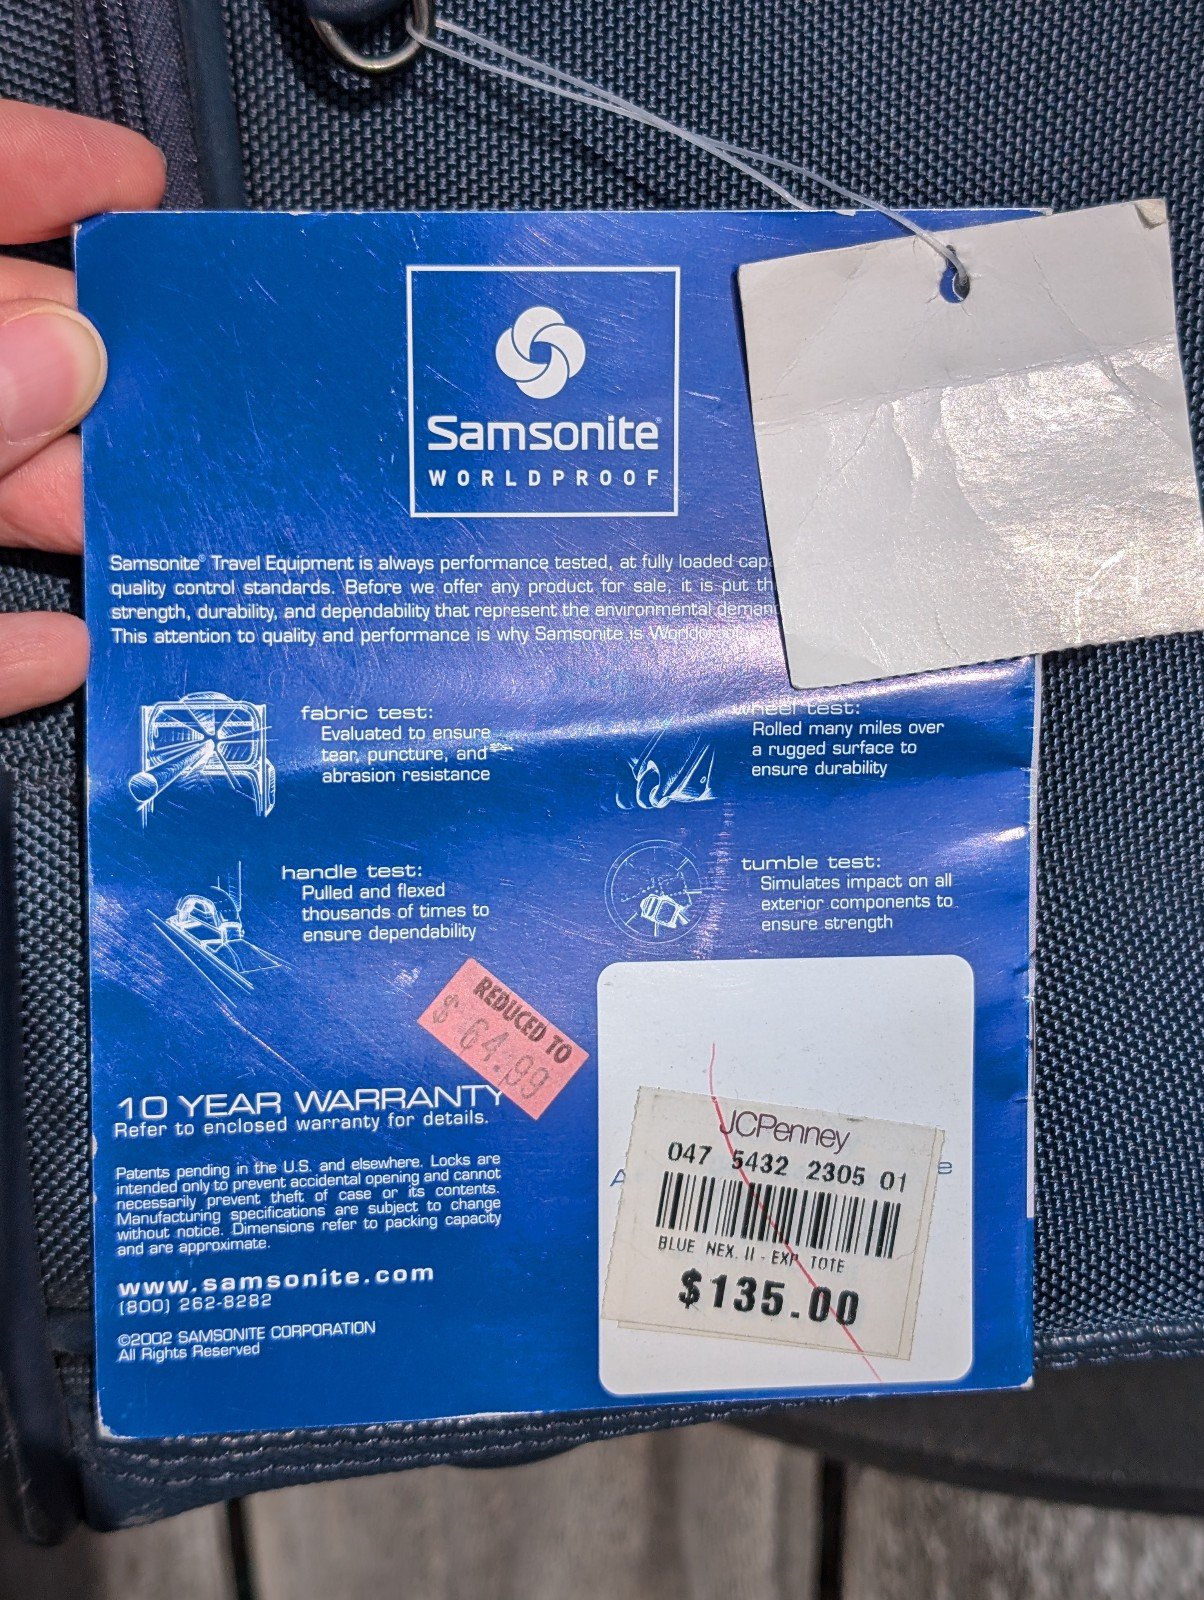 Samsonite®
WORLDPROOF
Samsonite® Travel Equipment is always performance tested, at fully loaded cap
quality control standards. Before we offer any product for sale, it is put th
strength, durability, and dependability that represent the environmental deman
This attention to quality and performance is why Samsonite is Worldproof.
fabric test:
Evaluated to ensure
tear, puncture, and
abrasion resistance
wheel test:
Rolled many miles over
a rugged surface to
ensure durability
handle test:
Pulled and flexed
thousands of times to
ensure dependability
tumble test:
Simulates impact on all
exterior components to
ensure strength
REDUCED TO
$ 64.99
10 YEAR WARRANTY
Refer to enclosed warranty for details.
Patents pending in the U.S. and elsewhere. Locks are
intended only to prevent accidental opening and cannot
necessarily prevent theft of case or its contents.
Manufacturing specifications are subject to change
without notice. Dimensions refer to packing capacity
and are approximate.
www.samsonite.com
(800) 262-8282
©2002 SAMSONITE CORPORATION
All Rights Reserved
JCPenney
047 5432 2305 01
BLUE NEX. II - EXP TOTE
$135.00